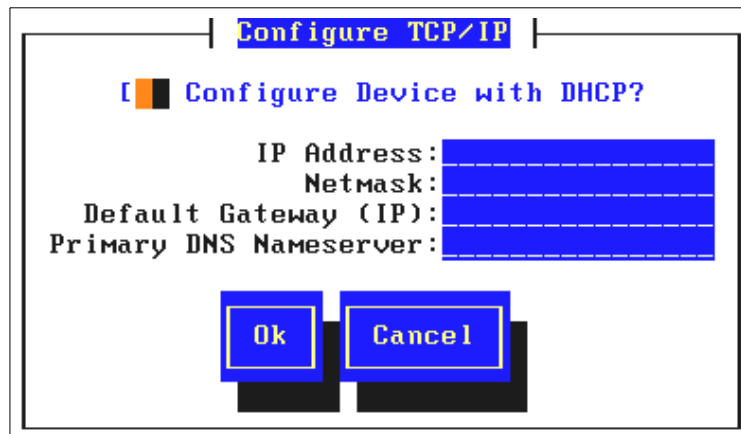 Configure TCP/IP
[ Configure Device with DHCP?
IP Address:
Netmask:
Default Gateway (IP):
Primary DNS Nameserver:
Ok Cancel